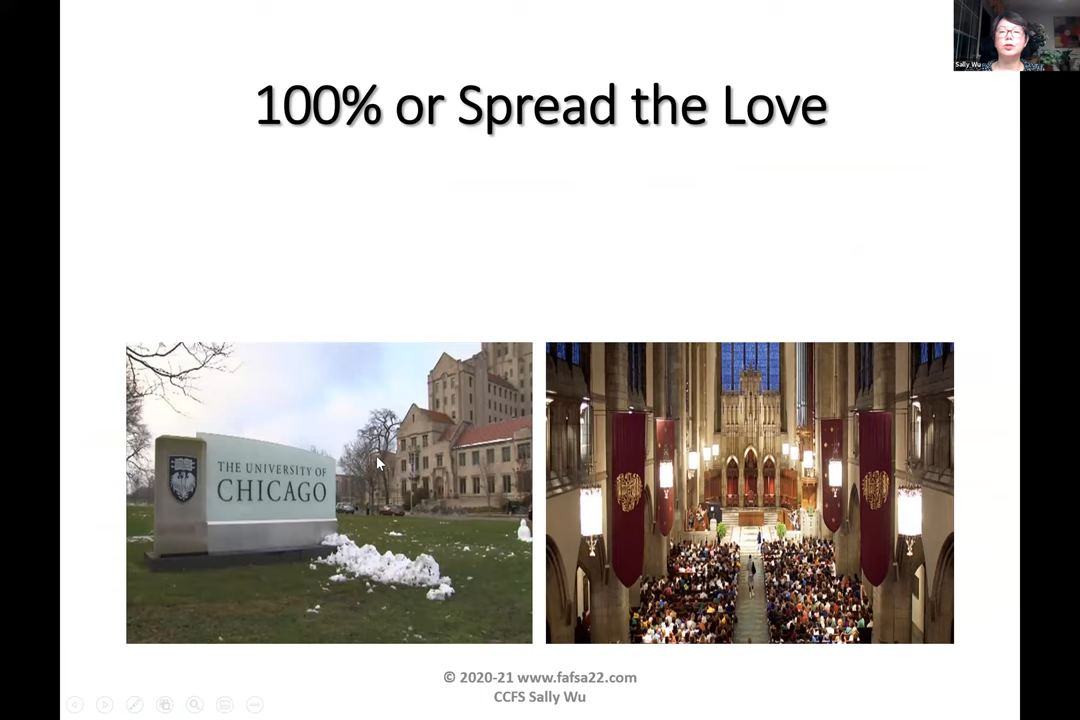 Sally Wu
100% or Spread the Love
THE UNIVERSITY OF
CHICAGO
© 2020-21 www.fafsa22.com
CCFS Sally Wu